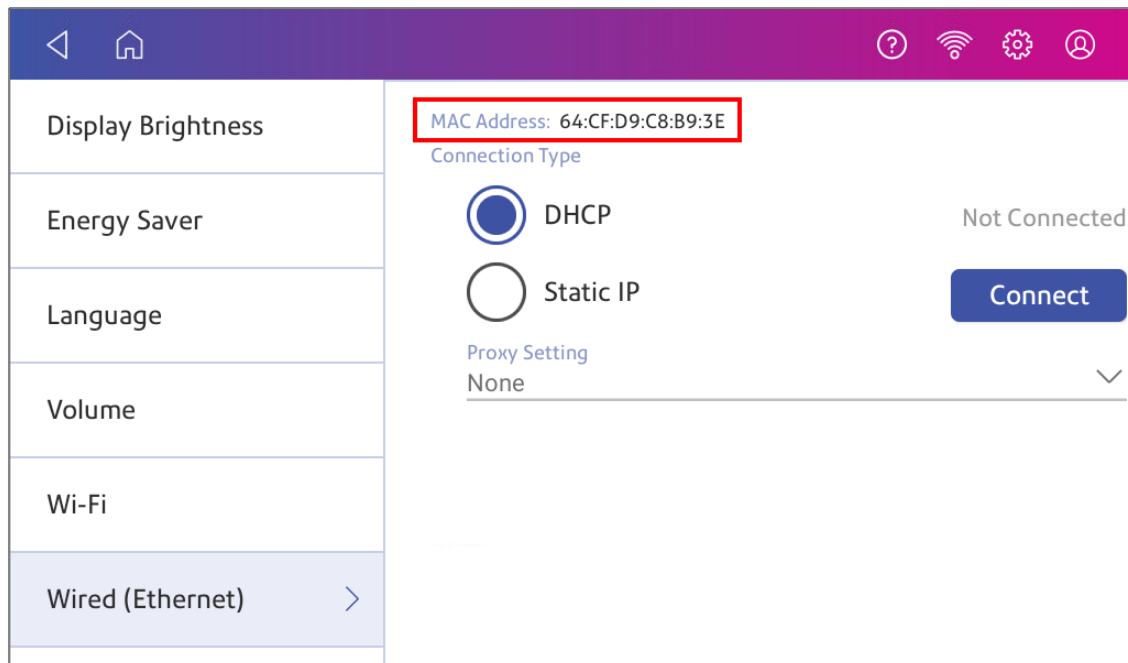 Display Brightness
Energy Saver
Language
Volume
Wi-Fi
Wired (Ethernet)
MAC Address: 64:CF:D9:C8:B9:3E
Connection Type
DHCP
Not Connected
Static IP
Connect
Proxy Setting
None